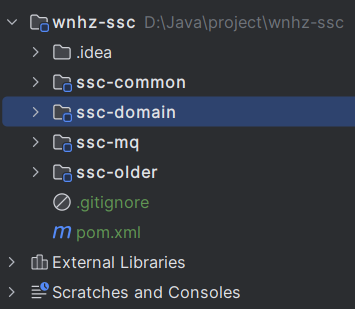 wnhz-ssc D:\Java\project\wnhz-ssc
.idea
ssc-common
ssc-domain
ssc-mq
ssc-older
.gitignore
m pom.xml
External Libraries
Scratches and Consoles